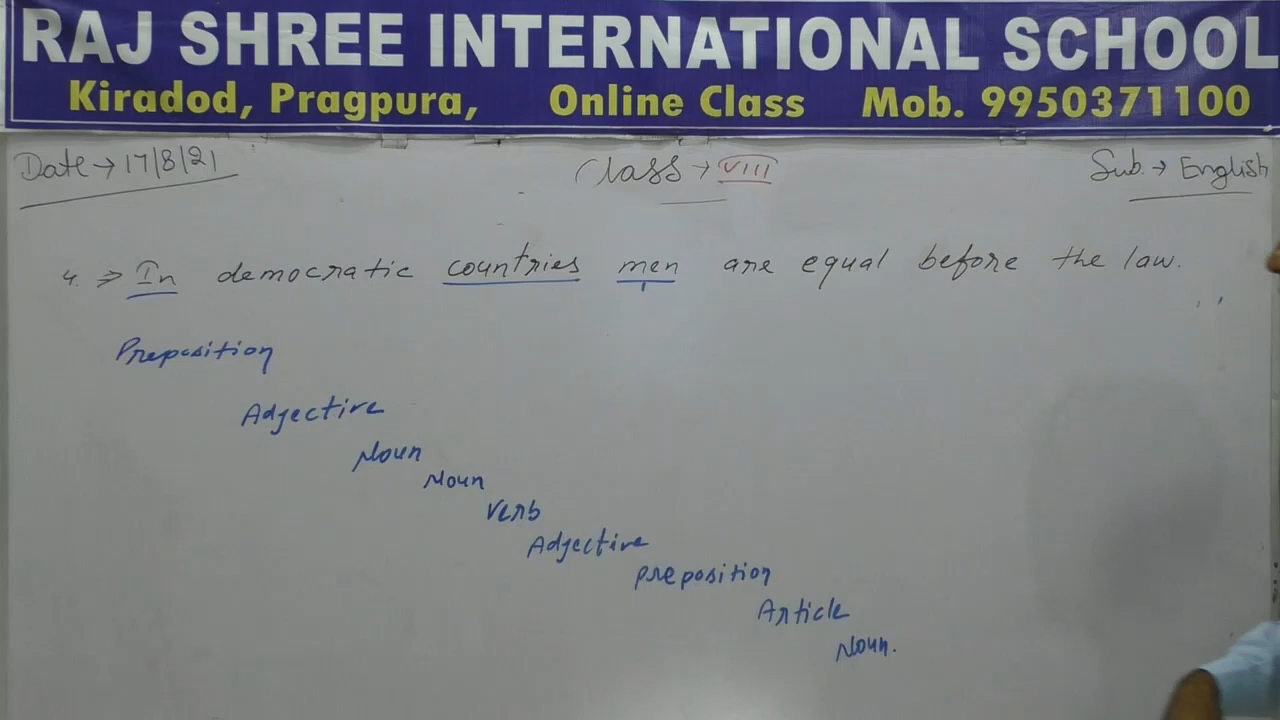 RAJ SHREE INTERNATIONAL SCHOOL
Kiradod, Pragpura, Online Class Mob. 9950371100
Date → 17/8/21 Class → VIII Sub. → English
4. ⇒ In democratic countries men are equal before the law.
Preposition
Adjective
Noun
Noun
Verb
Adjective
Preposition
Article
Noun.